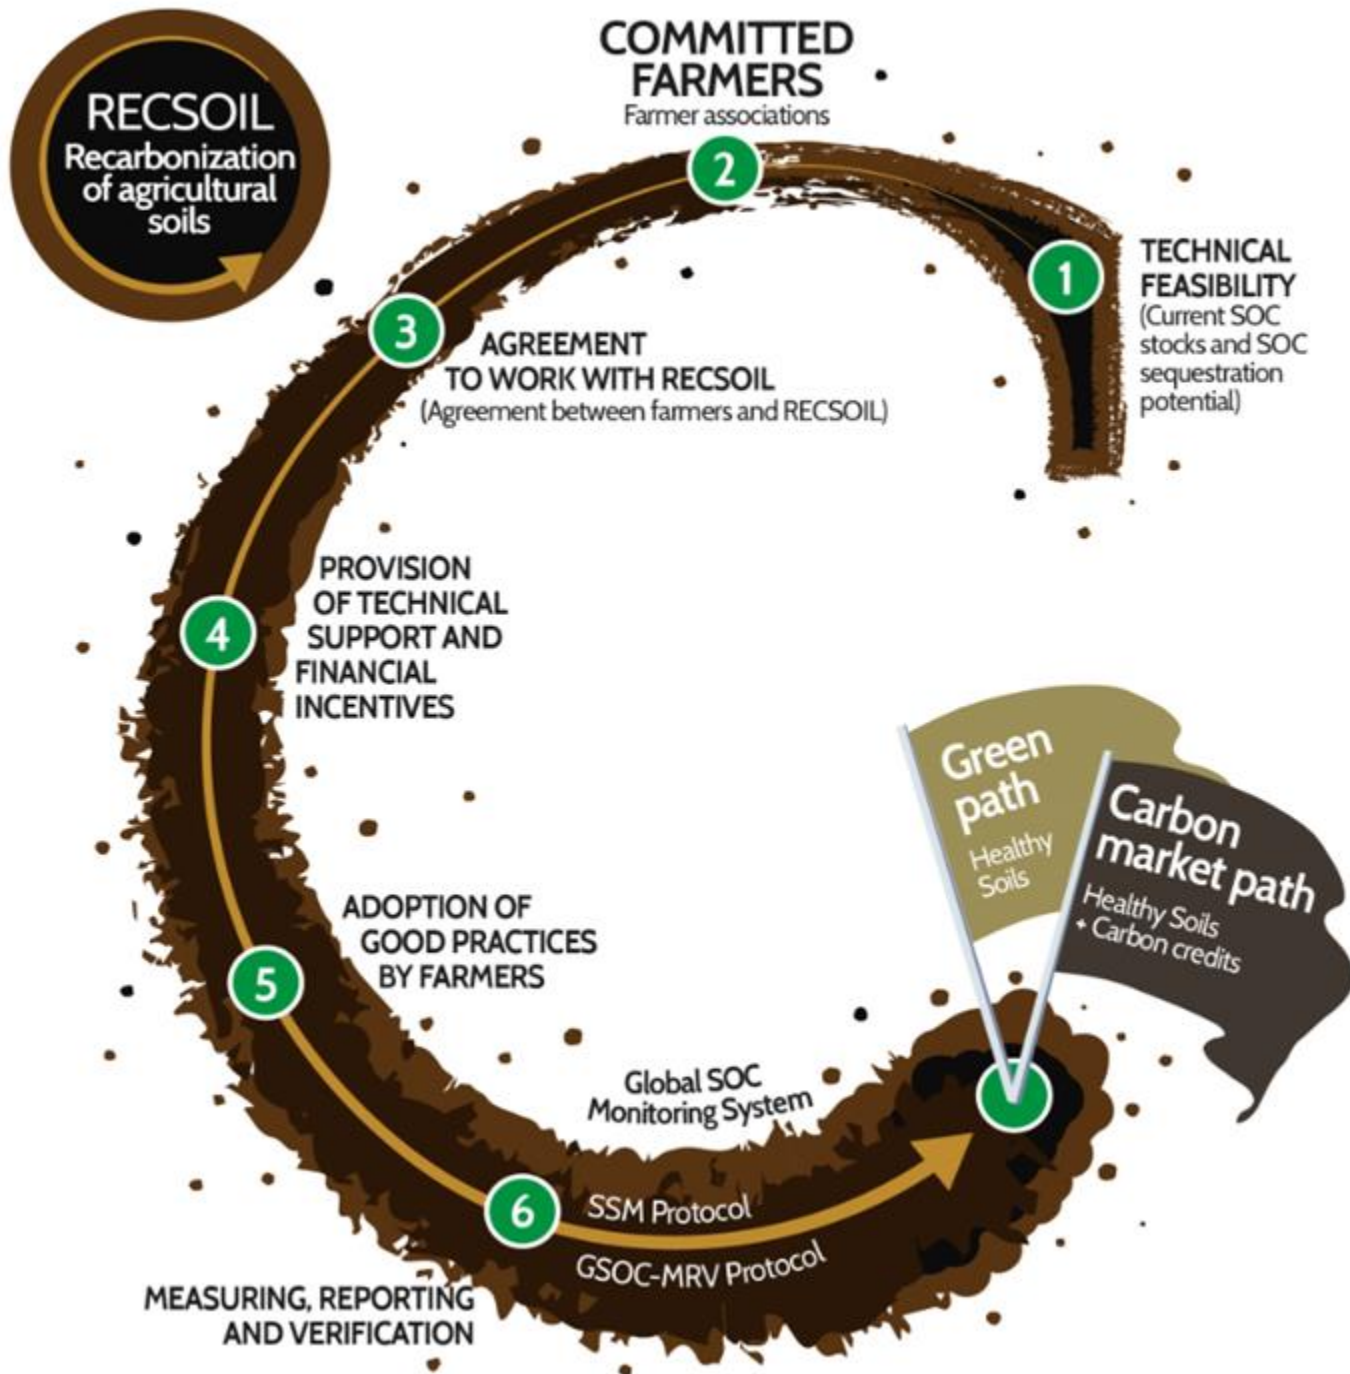 RECSOIL
Recarbonization
of agricultural
soils
COMMITTED
FARMERS
Farmer associations
2
1
TECHNICAL
FEASIBILITY
(Current SOC
stocks and SOC
sequestration
potential)
3
AGREEMENT
TO WORK WITH RECSOIL
(Agreement between farmers and RECSOIL)
4
PROVISION
OF TECHNICAL
SUPPORT AND
FINANCIAL
INCENTIVES
5
ADOPTION OF
GOOD PRACTICES
BY FARMERS
6
MEASURING, REPORTING
AND VERIFICATION
Global SOC
Monitoring System
SSM Protocol
GSOC-MRV Protocol
Green
path
Healthy
Soils
Carbon
market path
Healthy Soils
+ Carbon credits